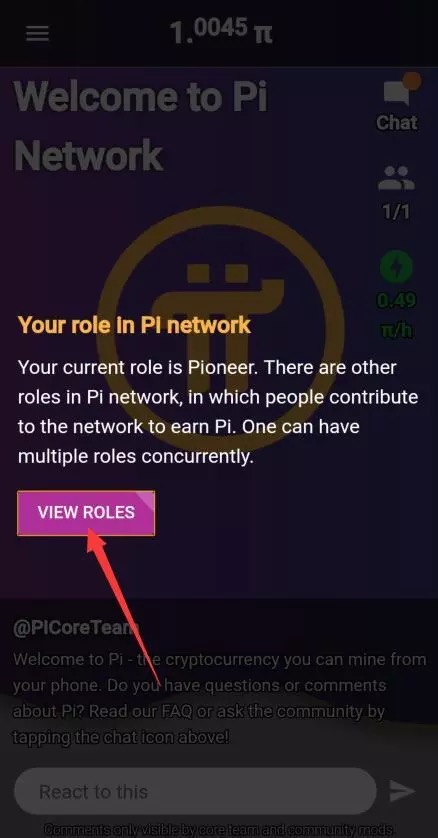 1.0045 π
Welcome to Pi
Network
Chat
1/1
0.49
π/h
Your role in Pi network
Your current role is Pioneer. There are other
roles in Pi network, in which people contribute
to the network to earn Pi. One can have
multiple roles concurrently.
VIEW ROLES
@PICoreTeam
Welcome to Pi - the cryptocurrency you can mine from
your phone. Do you have questions or comments
about Pi? Read our FAQ or ask the community by
tapping the chat icon above!
React to this
Comments only visible by core team and community mods.